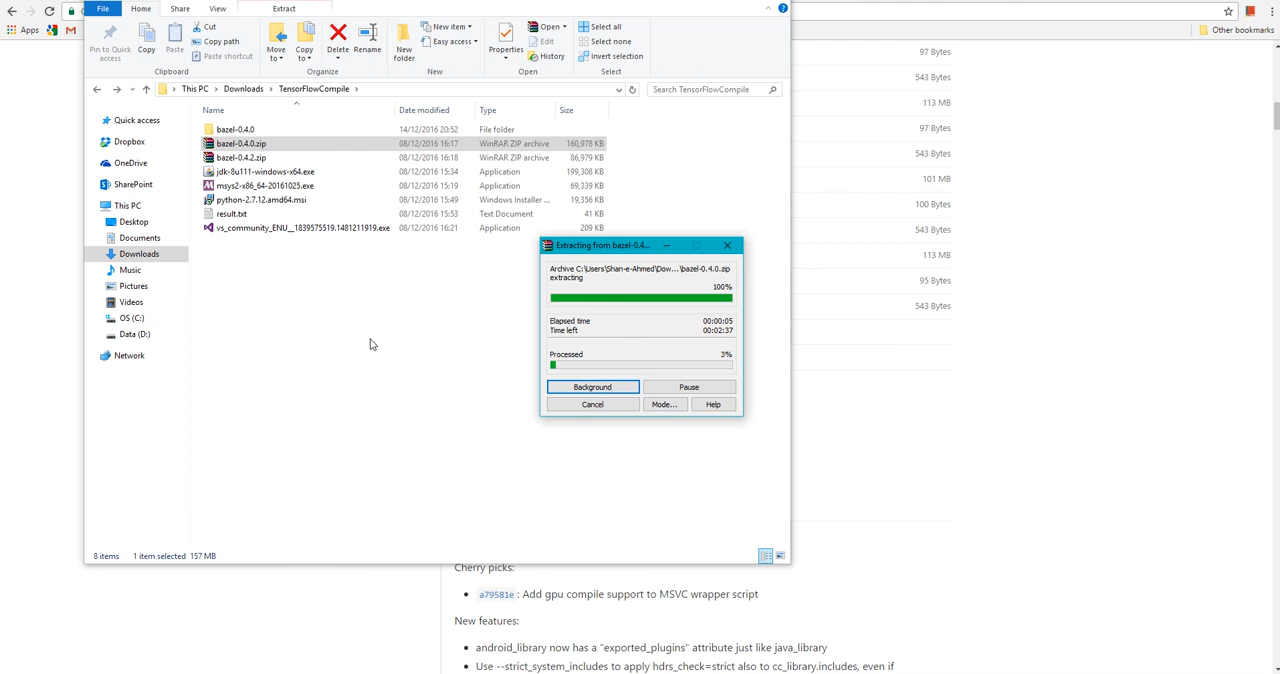 File Home Share View Extract
Pin to Quick access
Copy
Paste
Cut
Copy path
Paste shortcut
Clipboard
Move to
Copy to
Delete
Rename
Organize
New folder
New item
Easy access
New
Properties
Open
Edit
History
Open
Select all
Select none
Invert selection
Select
Apps
Other bookmarks
This PC Downloads TensorFlowCompile
Search TensorFlowCompile
Name Date modified Type Size
bazel-0.4.0 14/12/2016 20:52 File folder
bazel-0.4.0.zip 08/12/2016 16:17 WinRAR ZIP archive 160,978 KB
bazel-0.4.2.zip 08/12/2016 16:18 WinRAR ZIP archive 86,979 KB
jdk-8u111-windows-x64.exe 08/12/2016 15:34 Application 199,308 KB
msys2-x86_64-20161025.exe 08/12/2016 15:19 Application 69,339 KB
python-2.7.12.amd64.msi 08/12/2016 15:49 Windows Installer ... 19,356 KB
result.txt 08/12/2016 15:53 Text Document 41 KB
vs_community_ENU__1839575519.1481211919.exe 08/12/2016 16:21 Application 209 KB
Quick access
Dropbox
OneDrive
SharePoint
This PC
Desktop
Documents
Downloads
Music
Pictures
Videos
OS (C:)
Data (D:)
Network
Extracting from bazel-0.4...
Archive C:\Users\Shan-e-Ahmed\Dow...\bazel-0.4.0.zip
extracting
100%
Elapsed time 00:00:05
Time left 00:02:37
Processed 3%
Background Pause
Cancel Mode... Help
8 items 1 item selected 157 MB
97 Bytes
543 Bytes
113 MB
97 Bytes
543 Bytes
101 MB
100 Bytes
543 Bytes
113 MB
95 Bytes
543 Bytes
Cherry picks:
a79581e : Add gpu compile support to MSVC wrapper script
New features:
android_library now has a "exported_plugins" attribute just like java_library
Use --strict_system_includes to apply hdrs_check=strict also to cc_library.includes, even if